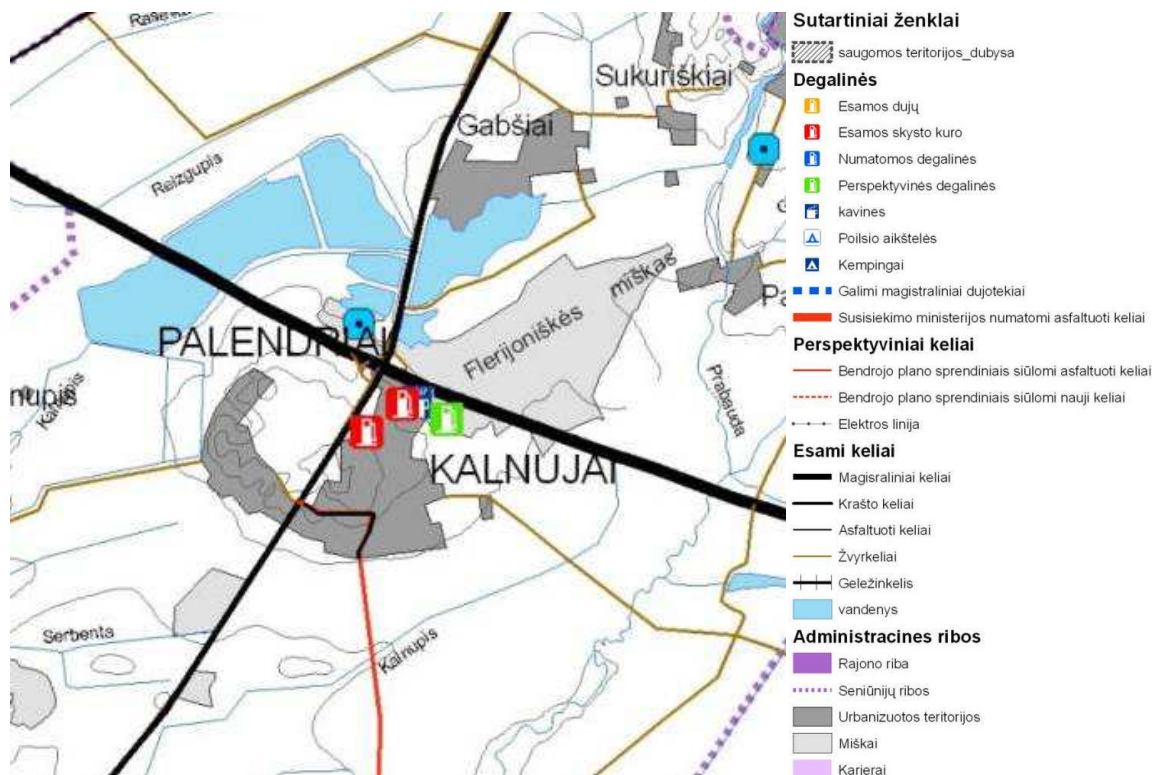 Sukuriškiai
Gabšiai
Reizgupis
miškas
Flerijoniškės
PALENDRIAI
Prabauda
KALNUJAI
Kalnupis
Serbenta
Sutartiniai ženklai
saugomos teritorijos_dubysa
Degalinės
Esamos dujų
Esamos skysto kuro
Numatomos degalinės
Perspektyvinės degalinės
kavines
Poilsio aikštelės
Kempingai
Galimi magistraliniai dujotekiai
Susisiekimo ministerijos numatomi asfaltuoti keliai
Perspektyviniai keliai
Bendrojo plano sprendiniais siūlomi asfaltuoti keliai
Bendrojo plano sprendiniais siūlomi nauji keliai
Elektros linija
Esami keliai
Magisraliniai keliai
Krašto keliai
Asfaltuoti keliai
Žvyrkeliai
Geležinkelis
vandenys
Administracines ribos
Rajono riba
Seniūnijų ribos
Urbanizuotos teritorijos
Miškai
Karierai